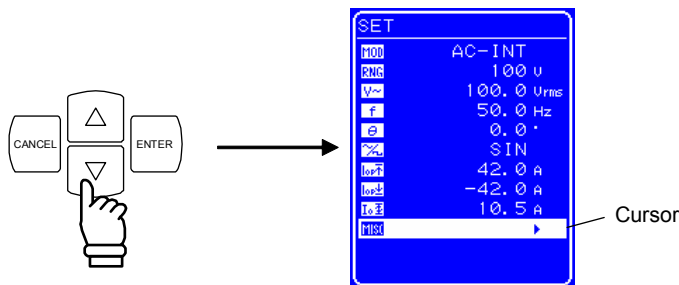 CANCEL
ENTER
SET
MOD AC-INT
RNG 100 V
V~ 100.0 Vrms
f 50.0 Hz
θ 0.0 °
SIN
42.0 A
-42.0 A
10.5 A
MISC
Cursor